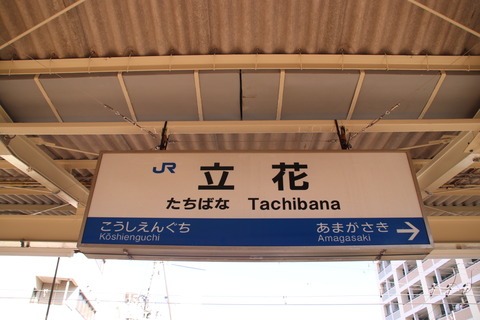 JR 立花
たちばな Tachibana
こうしえんぐち あまがさき →
Kōshienguchi Amagasaki